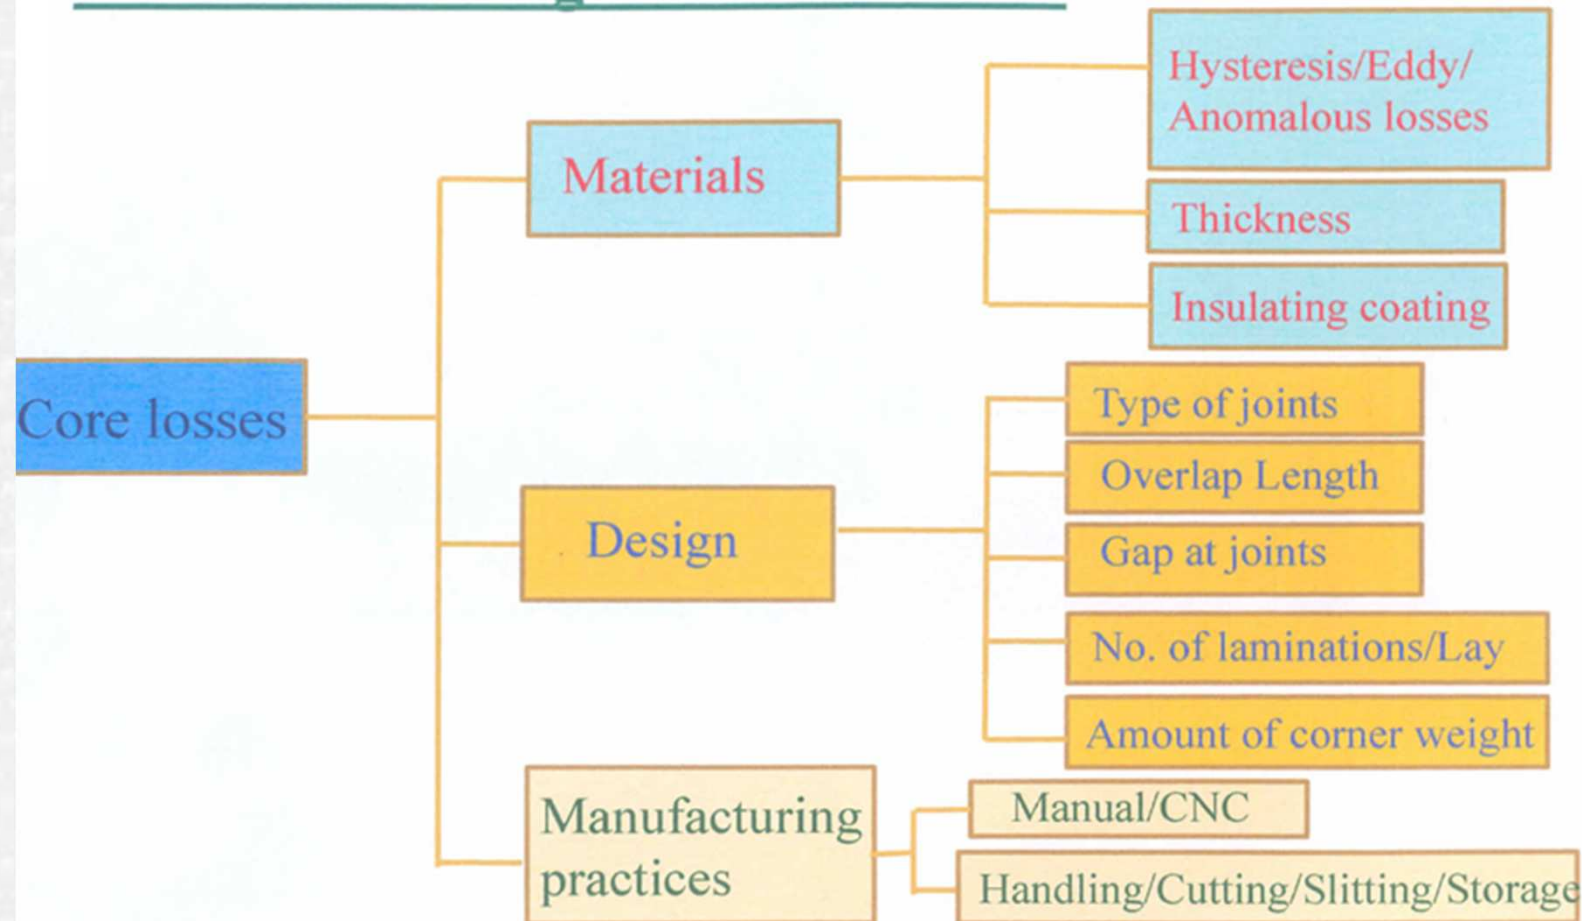 Hysteresis/Eddy/
Anomalous losses
Materials
Thickness
Insulating coating
Core losses
Type of joints
Overlap Length
Design
Gap at joints
No. of laminations/Lay
Amount of corner weight
Manufacturing
practices
Manual/CNC
Handling/Cutting/Slitting/Storage